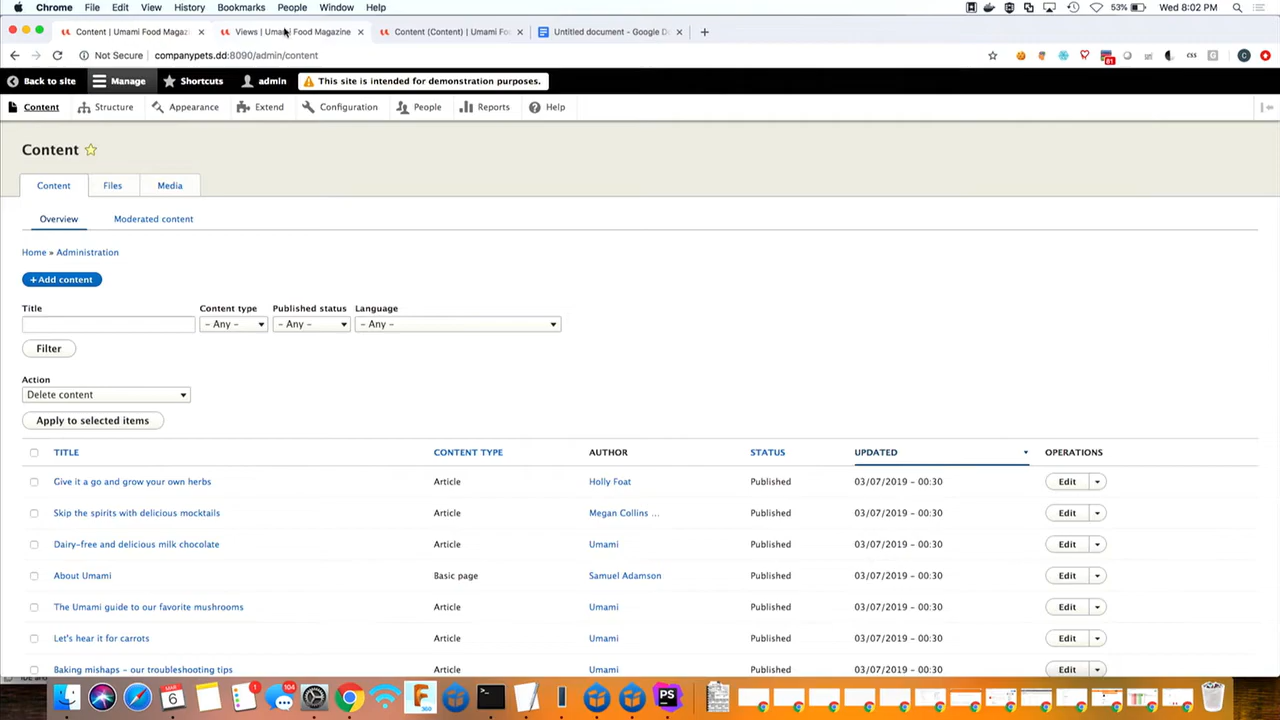 Chrome File Edit View History Bookmarks People Window Help 53% Wed 8:02 PM
Content | Umami Food Magaz Views | Umami Food Magazine Content (Content) | Umami Fo Untitled document - Google D
Not Secure companypets.dd:8090/admin/content
Back to site Manage Shortcuts admin This site is intended for demonstration purposes.
Content Structure Appearance Extend Configuration People Reports Help
Content
Content Files Media
Overview Moderated content
Home » Administration
+ Add content
Title Content type Published status Language
- Any - - Any - - Any -
Filter
Action
Delete content
Apply to selected items
TITLE CONTENT TYPE AUTHOR STATUS UPDATED OPERATIONS
Give it a go and grow your own herbs Article Holly Foat Published 03/07/2019 - 00:30 Edit
Skip the spirits with delicious mocktails Article Megan Collins ... Published 03/07/2019 - 00:30 Edit
Dairy-free and delicious milk chocolate Article Umami Published 03/07/2019 - 00:30 Edit
About Umami Basic page Samuel Adamson Published 03/07/2019 - 00:30 Edit
The Umami guide to our favorite mushrooms Article Umami Published 03/07/2019 - 00:30 Edit
Let's hear it for carrots Article Umami Published 03/07/2019 - 00:30 Edit
Baking mishaps - our troubleshooting tips Article Umami Published 03/07/2019 - 00:30 Edit